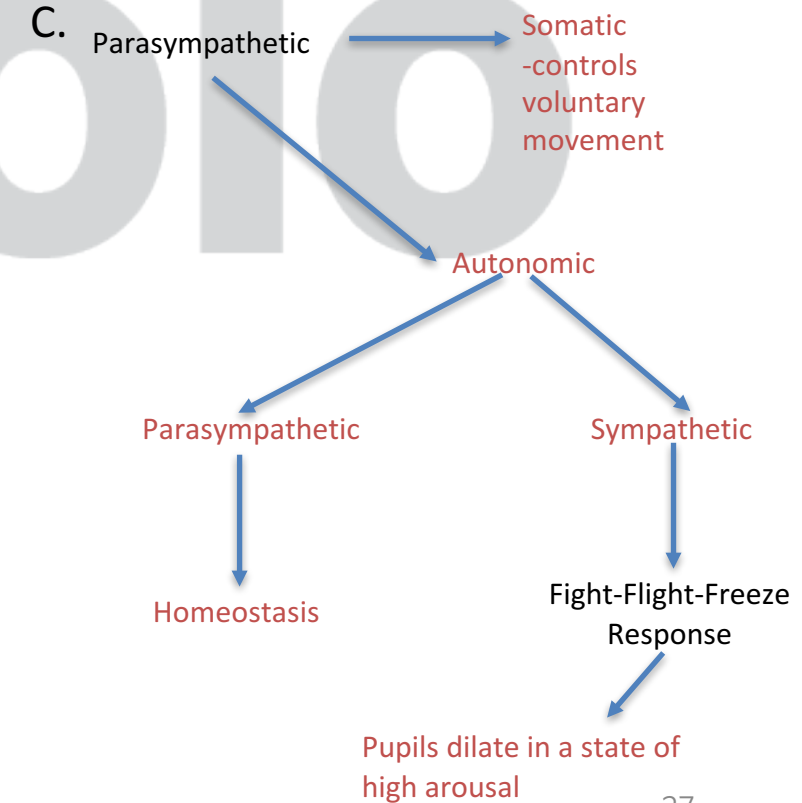 C.
Parasympathetic
Somatic
-controls
voluntary
movement
Autonomic
Parasympathetic
Sympathetic
Homeostasis
Fight-Flight-Freeze
Response
Pupils dilate in a state of
high arousal